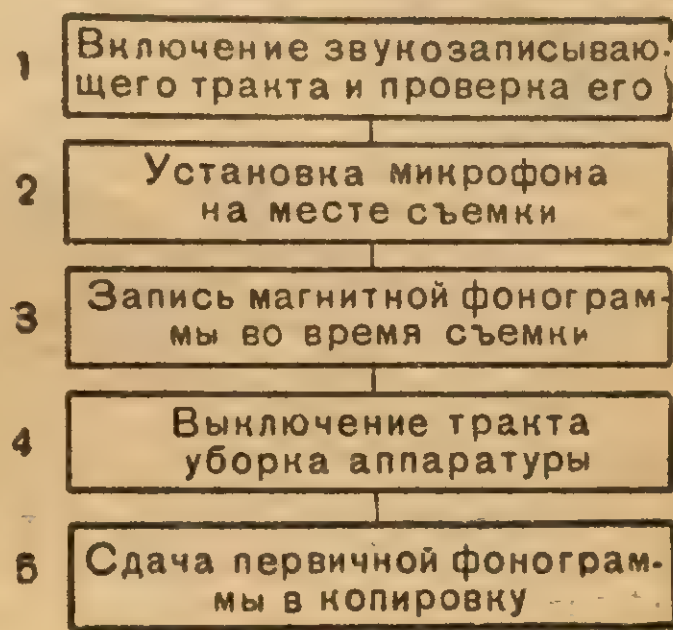 1
Включение звукозаписываю-
щего тракта и проверка его
2
Установка микрофона
на месте съемки
3
Запись магнитной фонограм-
мы во время съемки
4
Выключение тракта
уборка аппаратуры
5
Сдача первичной фонограм-
мы в копировку